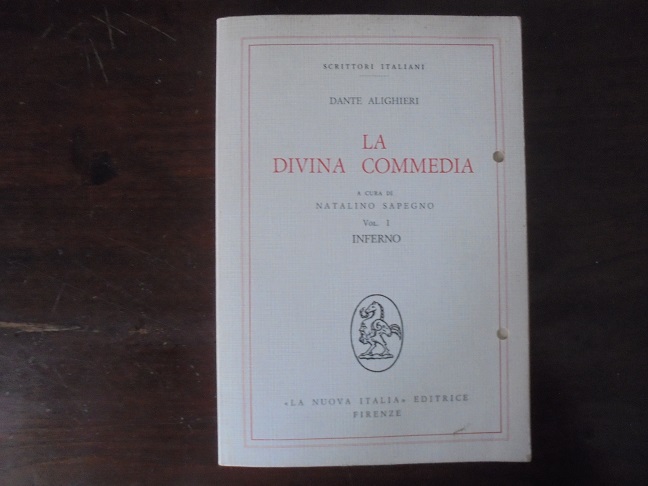 SCRITTORI ITALIANI
DANTE ALIGHIERI
LA
DIVINA COMMEDIA
A CURA DI
NATALINO SAPEGNO
VOL. I
INFERNO
«LA NUOVA ITALIA» EDITRICE
FIRENZE